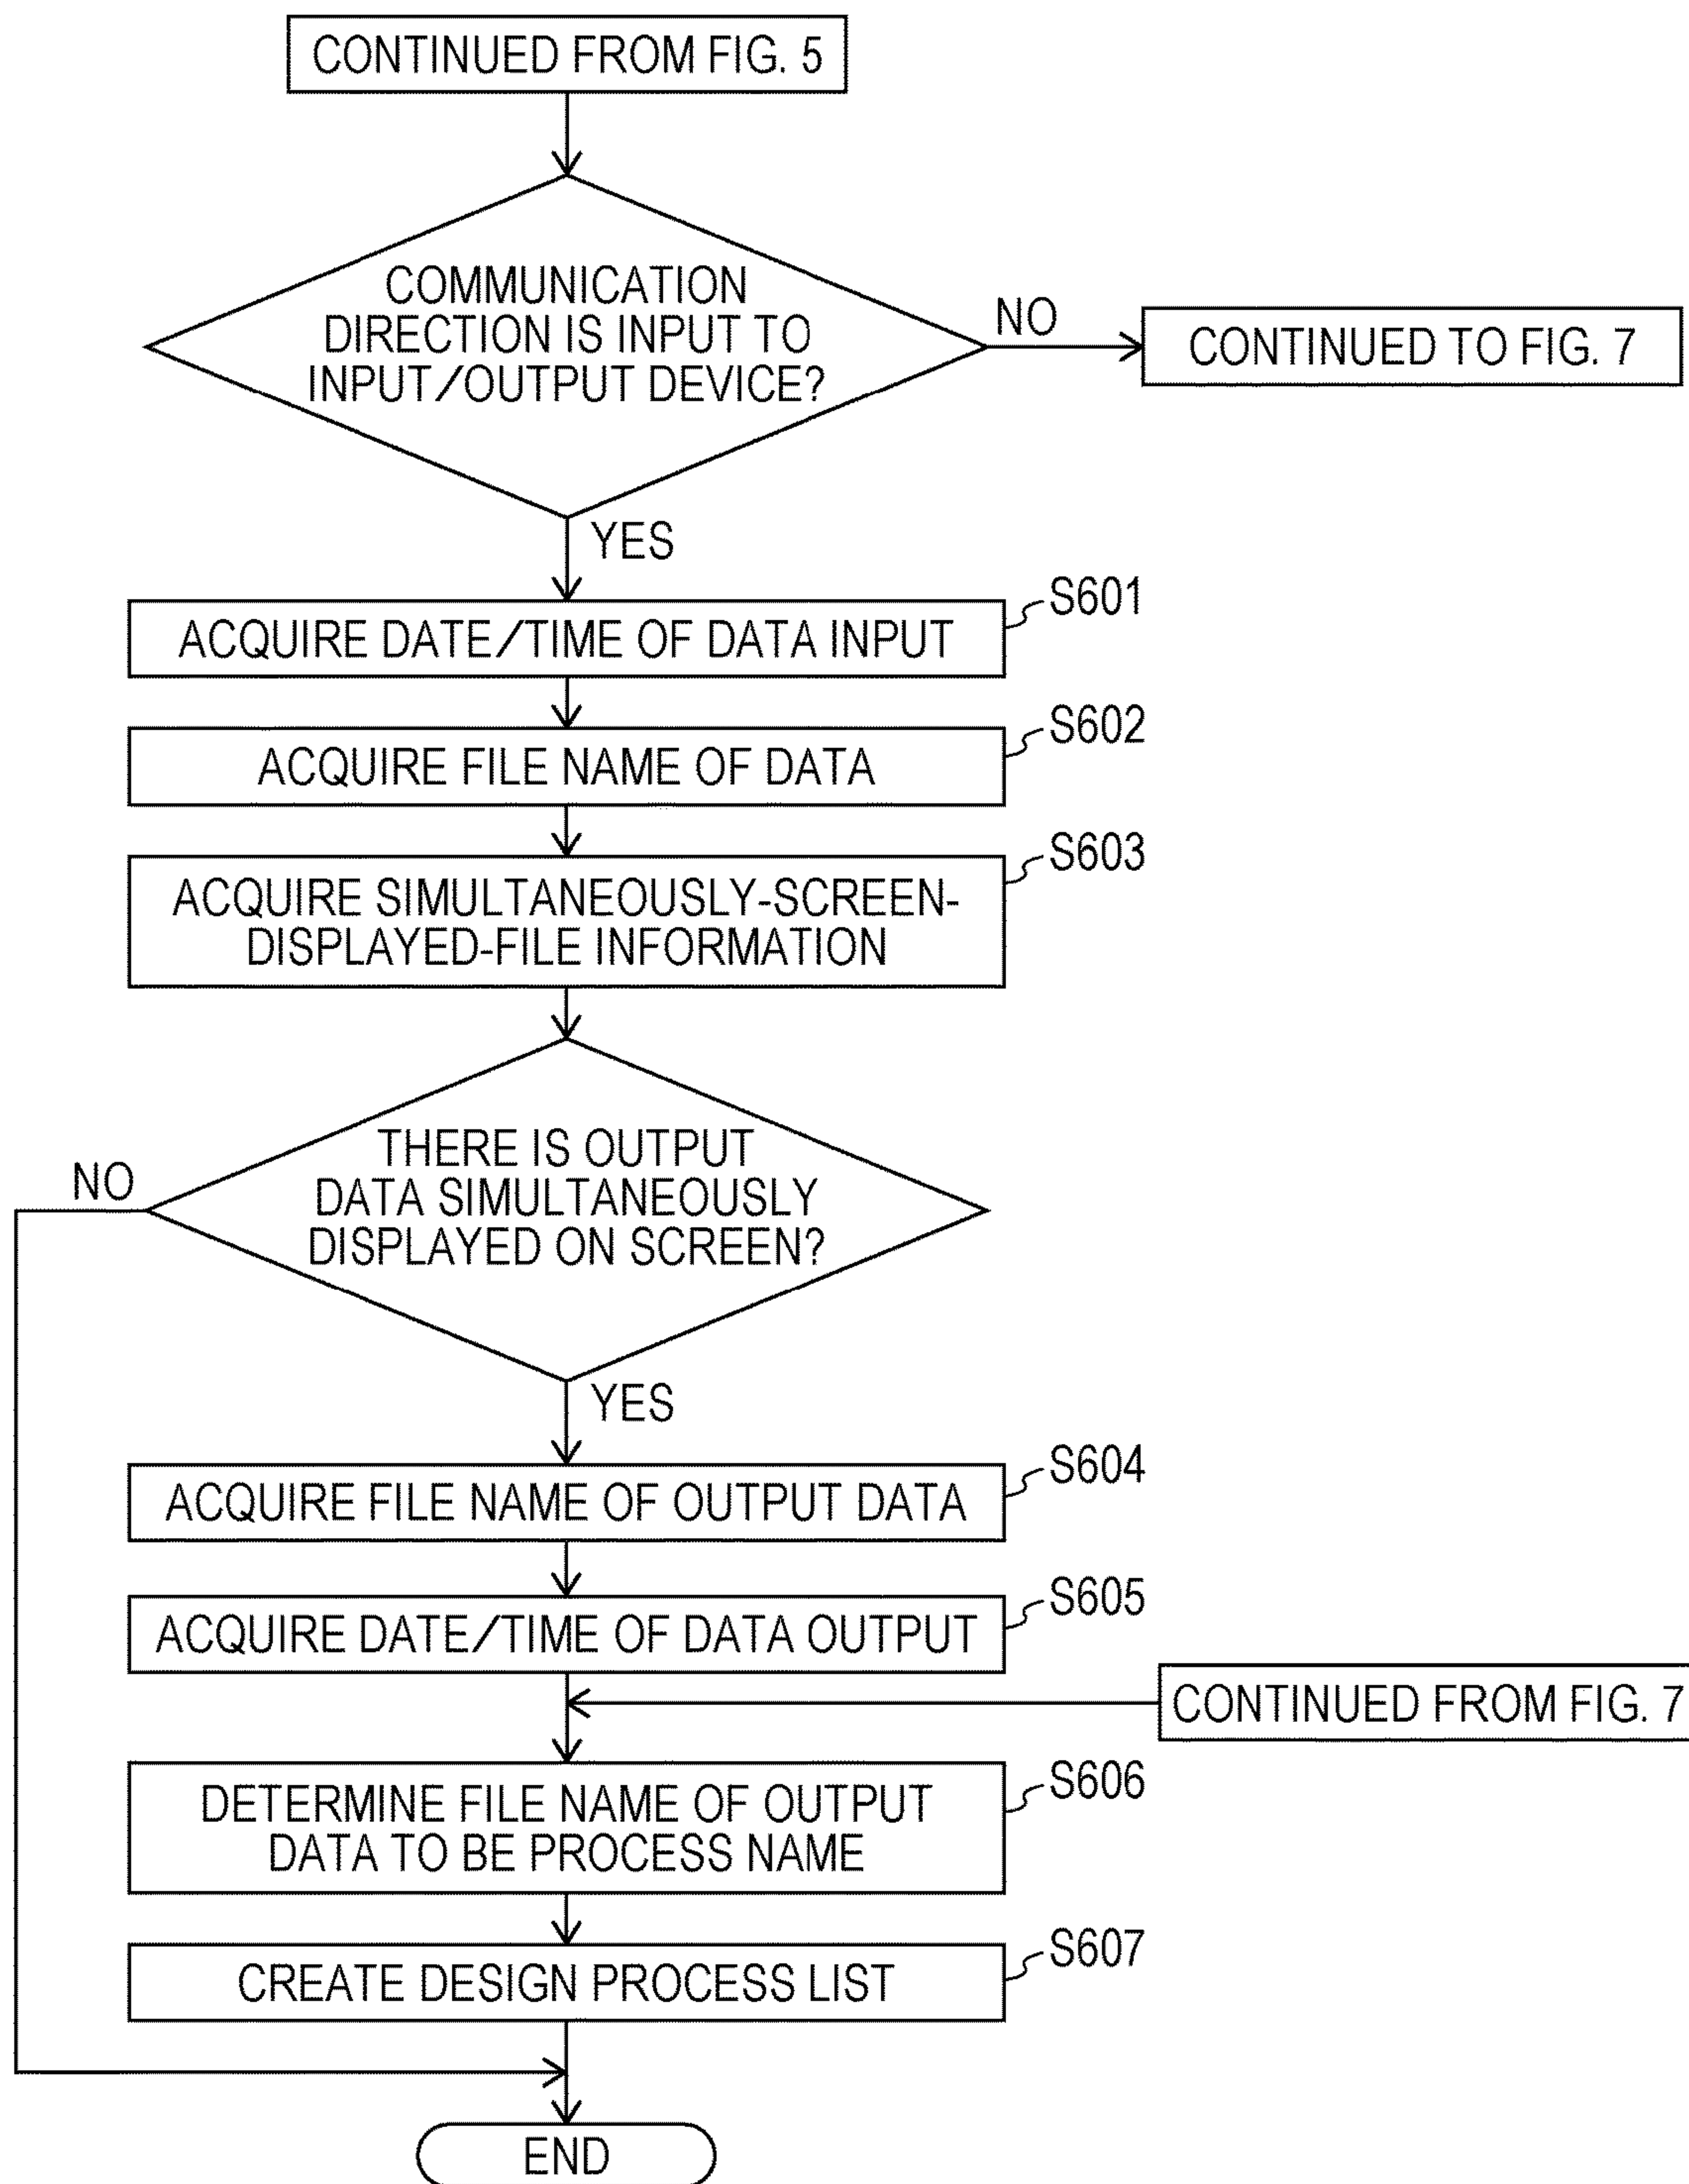 CONTINUED FROM FIG. 5
COMMUNICATION
DIRECTION IS INPUT TO
INPUT/OUTPUT DEVICE?
NO
CONTINUED TO FIG. 7
YES
S601
ACQUIRE DATE/TIME OF DATA INPUT
S602
ACQUIRE FILE NAME OF DATA
S603
ACQUIRE SIMULTANEOUSLY-SCREEN-
DISPLAYED-FILE INFORMATION
THERE IS OUTPUT
DATA SIMULTANEOUSLY
DISPLAYED ON SCREEN?
NO
YES
S604
ACQUIRE FILE NAME OF OUTPUT DATA
S605
ACQUIRE DATE/TIME OF DATA OUTPUT
CONTINUED FROM FIG. 7
S606
DETERMINE FILE NAME OF OUTPUT
DATA TO BE PROCESS NAME
S607
CREATE DESIGN PROCESS LIST
END